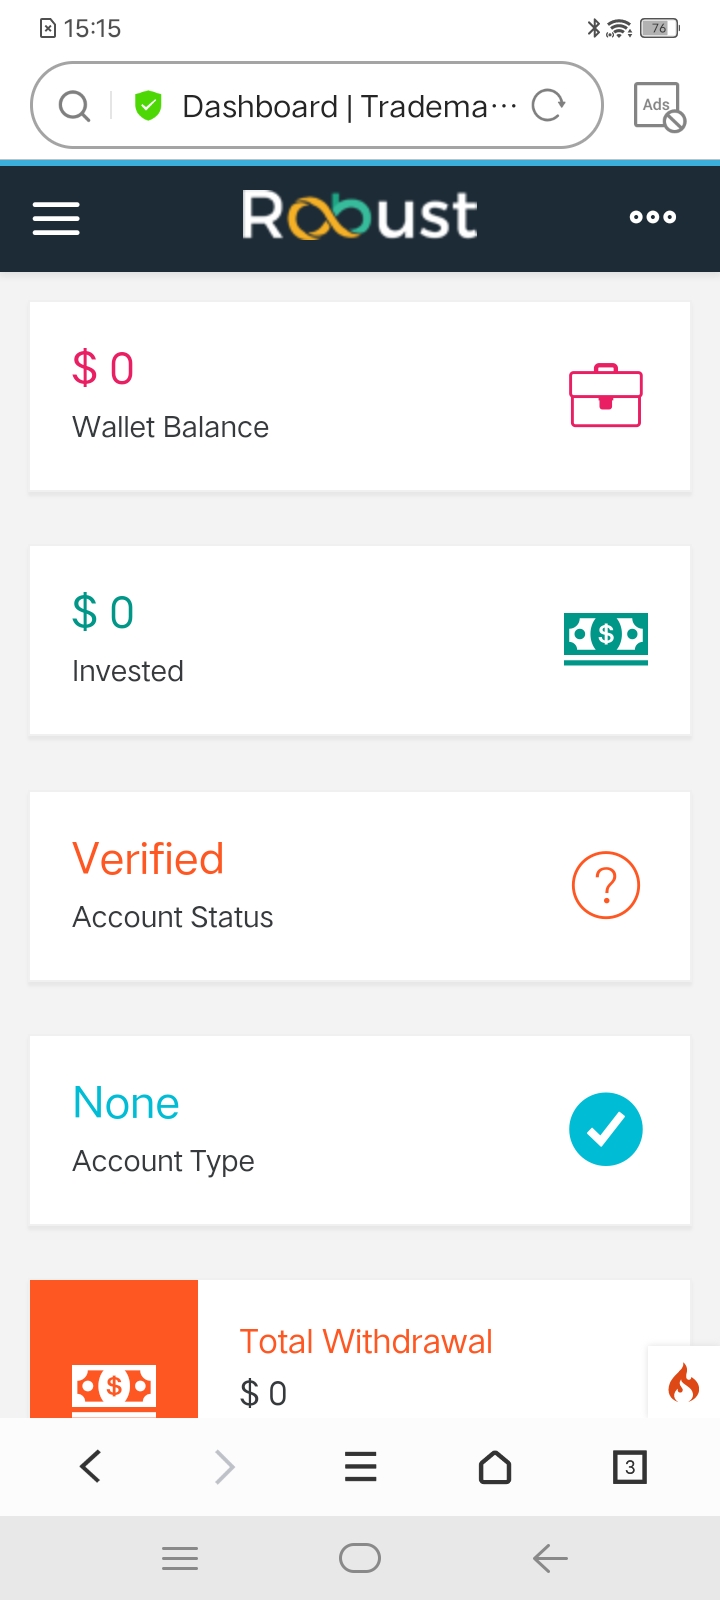 15:15
76
Dashboard | Tradema···
Ads
Robust
$ 0
Wallet Balance
$ 0
Invested
$
Verified
Account Status
?
None
Account Type
Total Withdrawal
$ 0
$
3